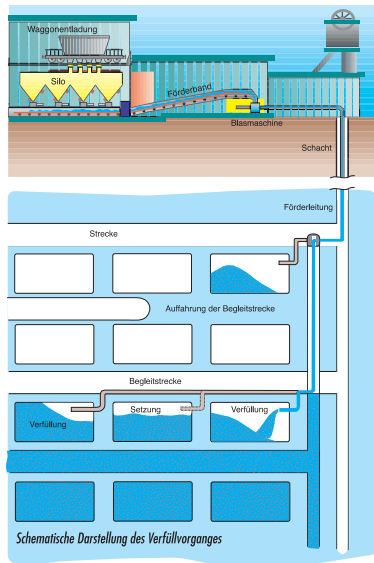 Waggonentladung
Silo
Förderband
Blasmaschine
Schacht
Förderleitung
Strecke
Auffahrung der Begleitstrecke
Begleitstrecke
Verfüllung
Setzung
Verfüllung
Schematische Darstellung des Verfüllvorganges